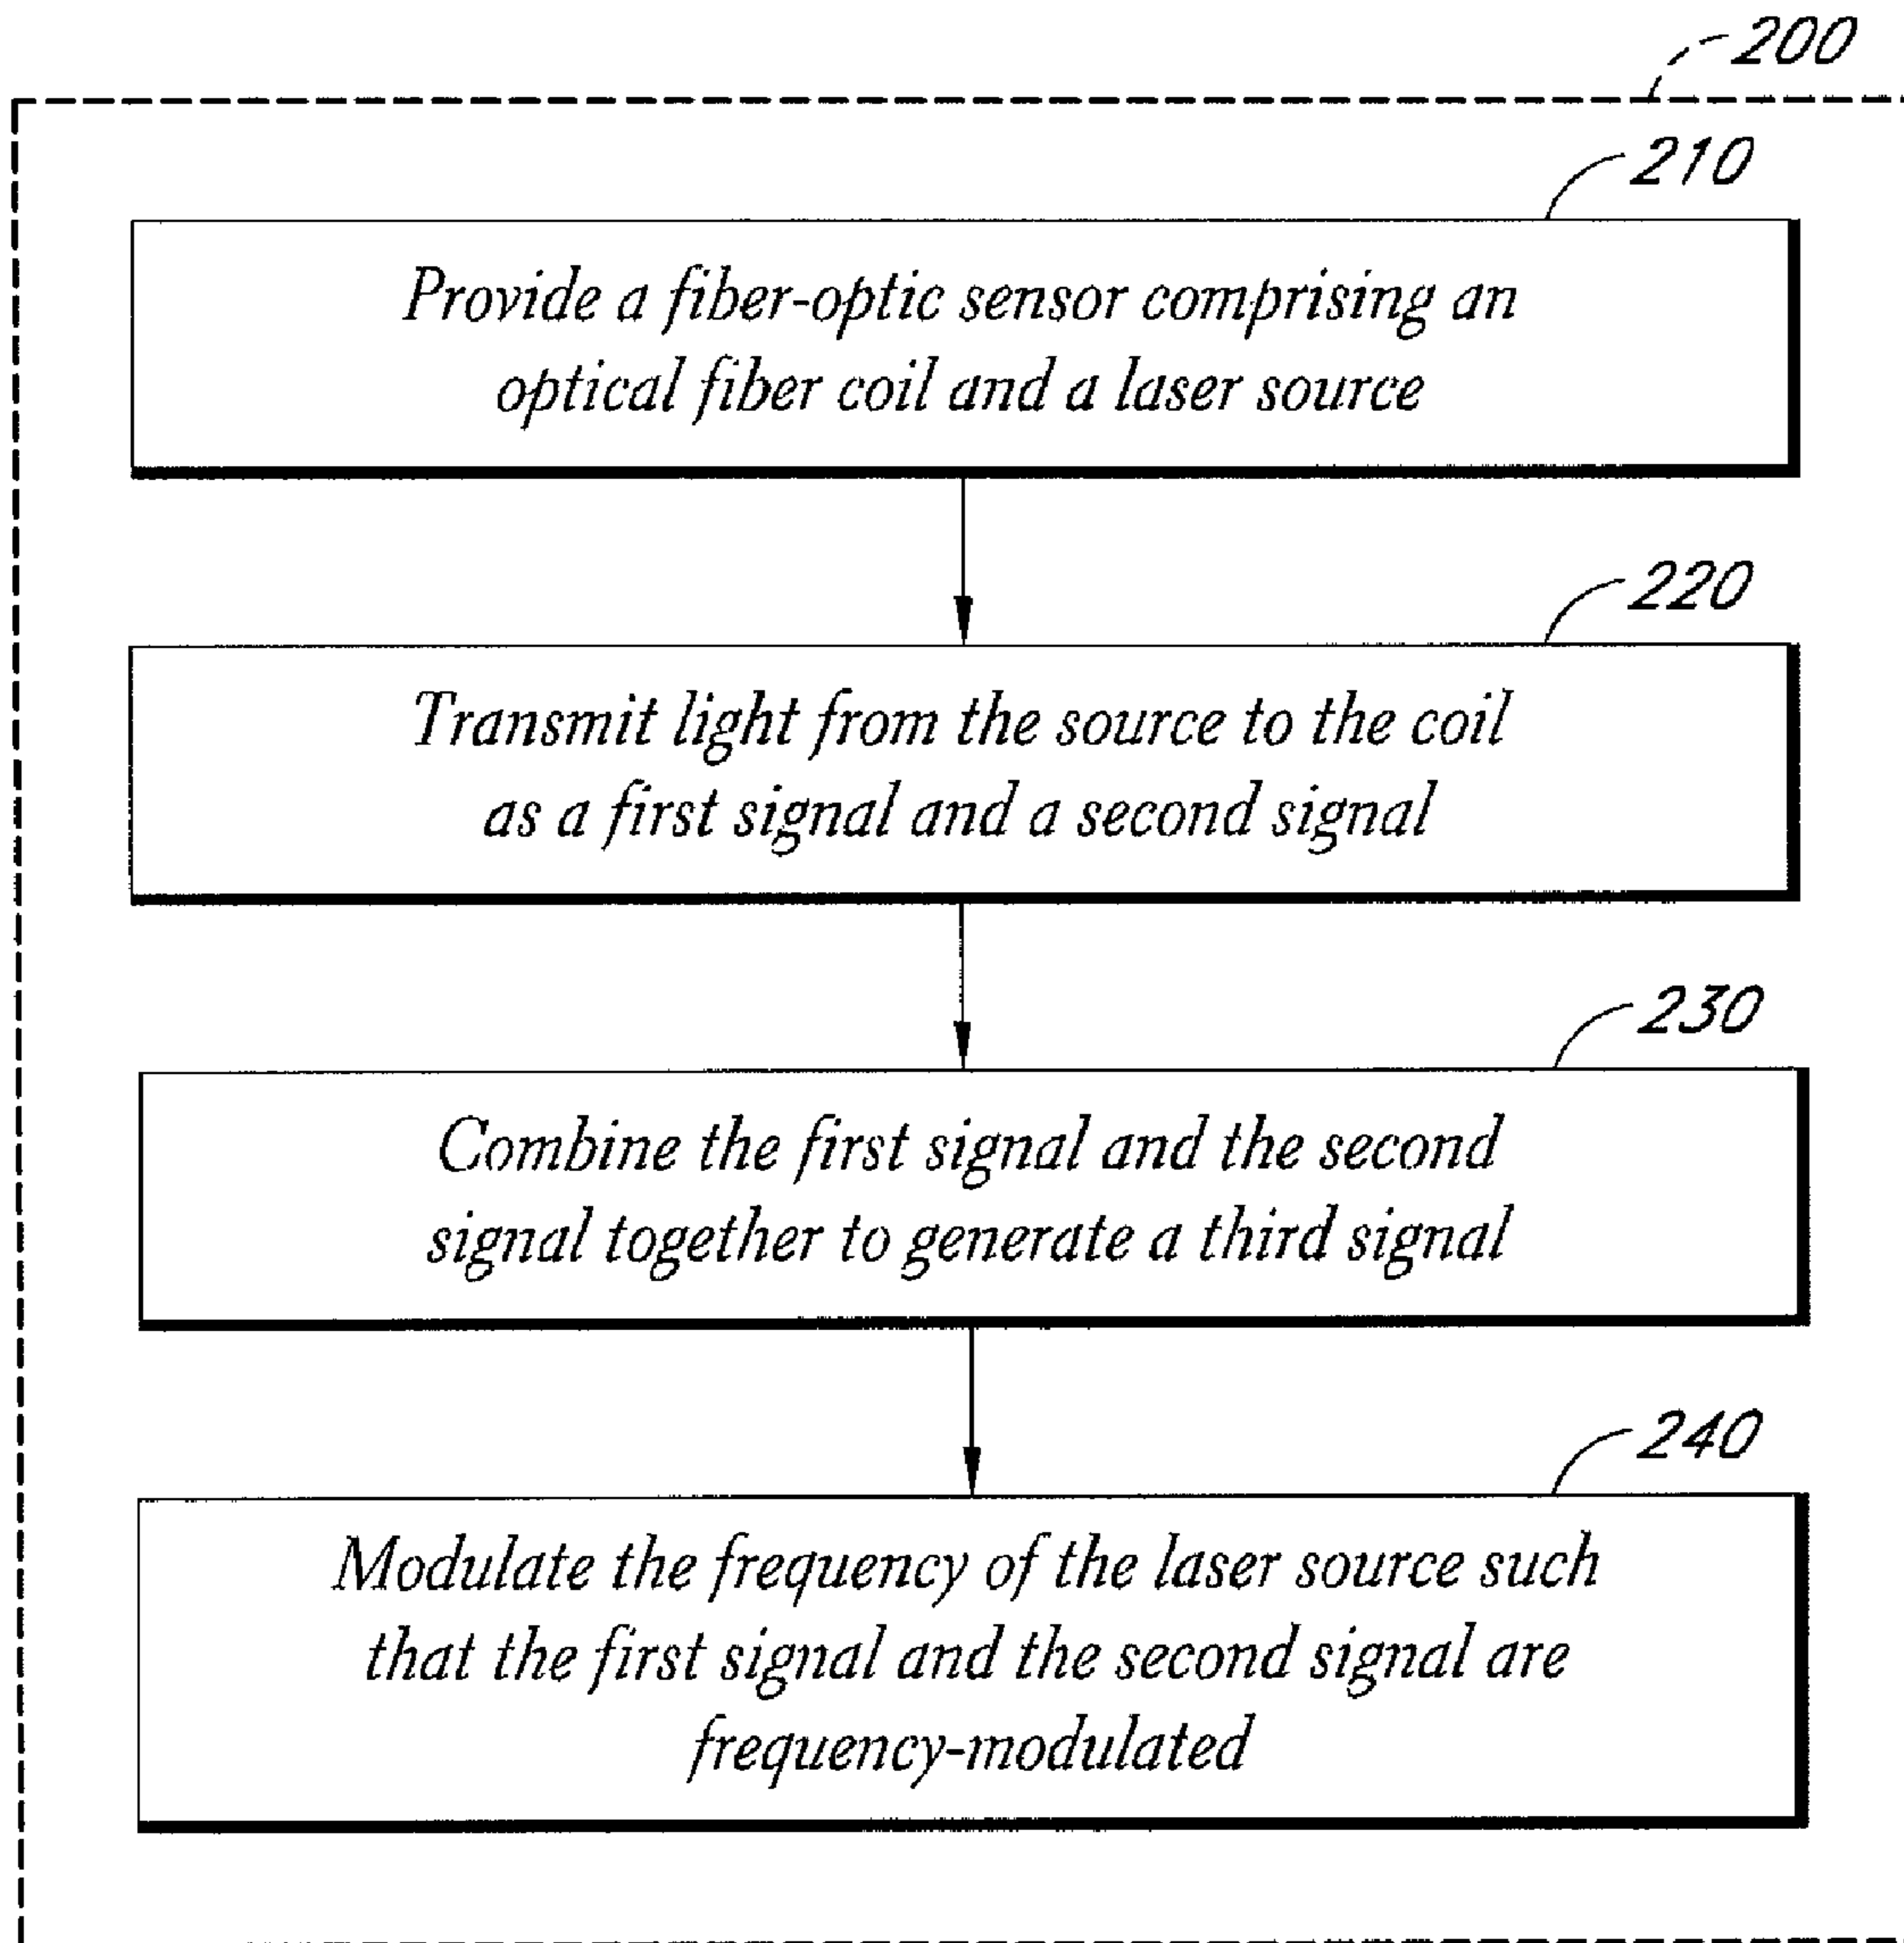 200
210
Provide a fiber-optic sensor comprising an
optical fiber coil and a laser source
220
Transmit light from the source to the coil
as a first signal and a second signal
230
Combine the first signal and the second
signal together to generate a third signal
240
Modulate the frequency of the laser source such
that the first signal and the second signal are
frequency-modulated